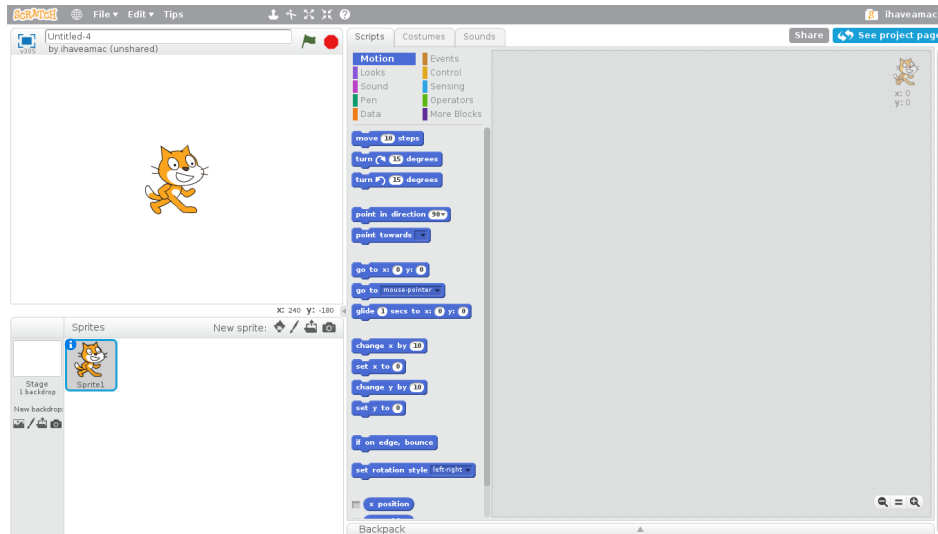 SCRATCH File Edit Tips ihaveamac
Untitled-4
by ihaveamac (unshared)
v305
Scripts Costumes Sounds
Share See project page
Motion Events
Looks Control
Sound Sensing
Pen Operators
Data More Blocks
x: 0
y: 0
move 10 steps
turn 15 degrees
turn 15 degrees
point in direction 90
point towards
go to x: 0 y: 0
go to mouse-pointer
glide 1 secs to x: 0 y: 0
change x by 10
set x to 0
change y by 10
set y to 0
if on edge, bounce
set rotation style left-right
x position
X: 240 Y: -180
Sprites New sprite:
Stage
1 backdrop
New backdrop:
Sprite1
Backpack